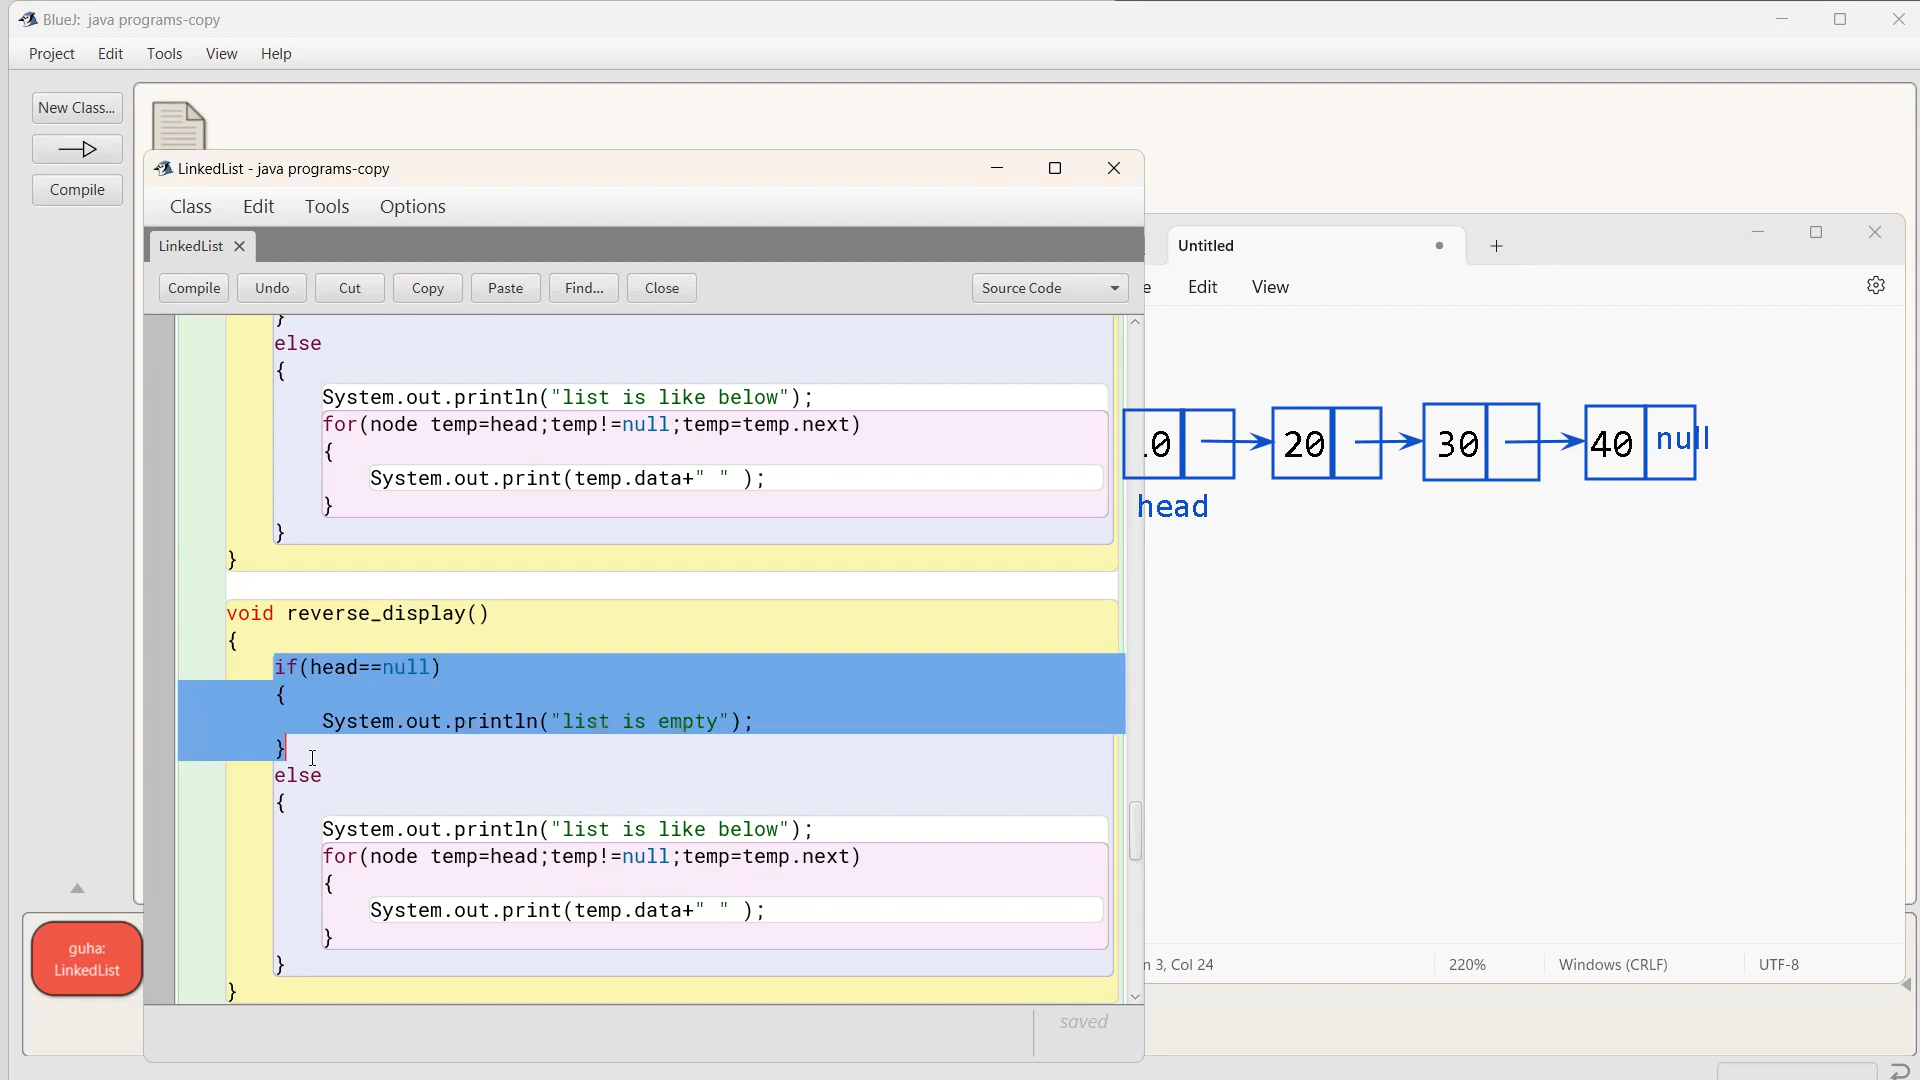 BlueJ: java programs-copy
Project Edit Tools View Help
New Class...
Compile
LinkedList - java programs-copy
Class Edit Tools Options
LinkedList
Compile Undo Cut Copy Paste Find... Close Source Code
}
else
{
System.out.println("list is like below");
for(node temp=head;temp!=null;temp=temp.next)
{
System.out.print(temp.data+" " );
}
}
}
void reverse_display()
{
if(head==null)
{
System.out.println("list is empty");
}
else
{
System.out.println("list is like below");
for(node temp=head;temp!=null;temp=temp.next)
{
System.out.print(temp.data+" " );
}
}
}
saved
guha:
LinkedList
Untitled
Edit View
20 30 40 null
head
3, Col 24 220% Windows (CRLF) UTF-8